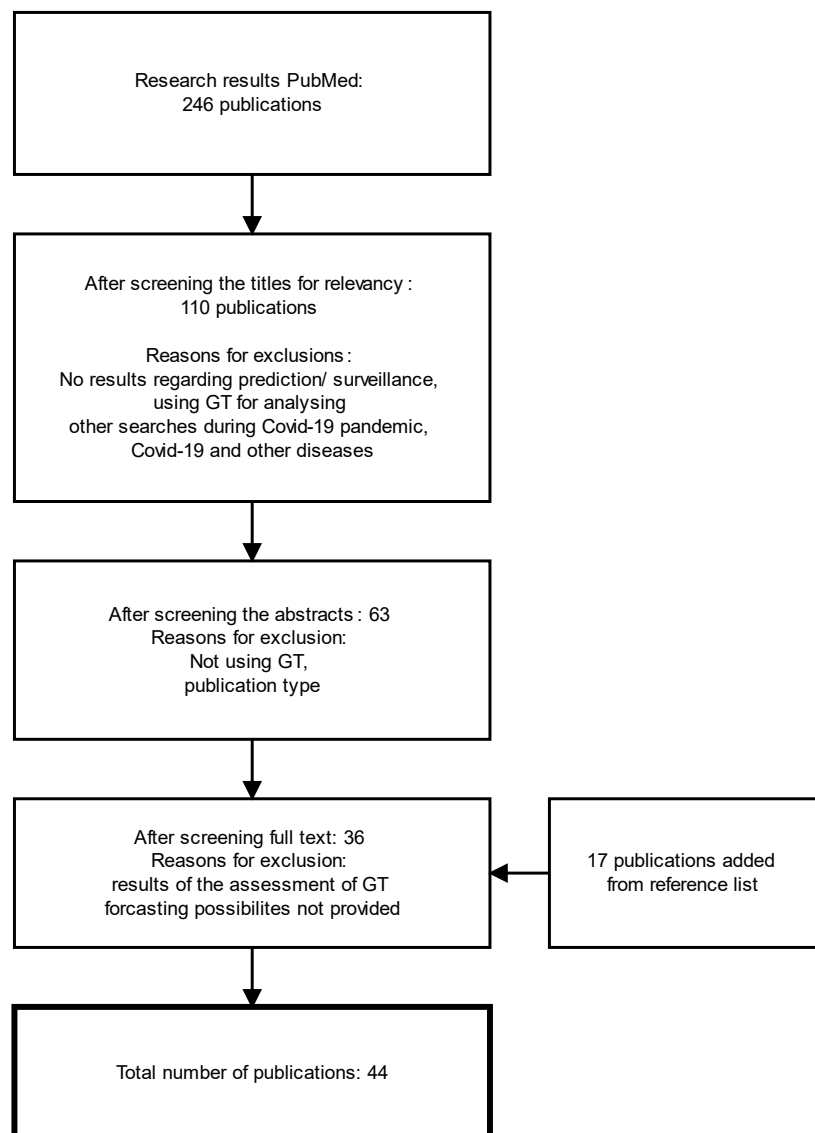 Research results PubMed:
246 publications
After screening the titles for relevancy :
110 publications
Reasons for exclusions :
No results regarding prediction/ surveillance,
using GT for analysing
other searches during Covid-19 pandemic,
Covid-19 and other diseases
After screening the abstracts : 63
Reasons for exclusion:
Not using GT,
publication type
After screening full text: 36
Reasons for exclusion:
results of the assessment of GT
forcasting possibilites not provided
17 publications added
from reference list
Total number of publications: 44